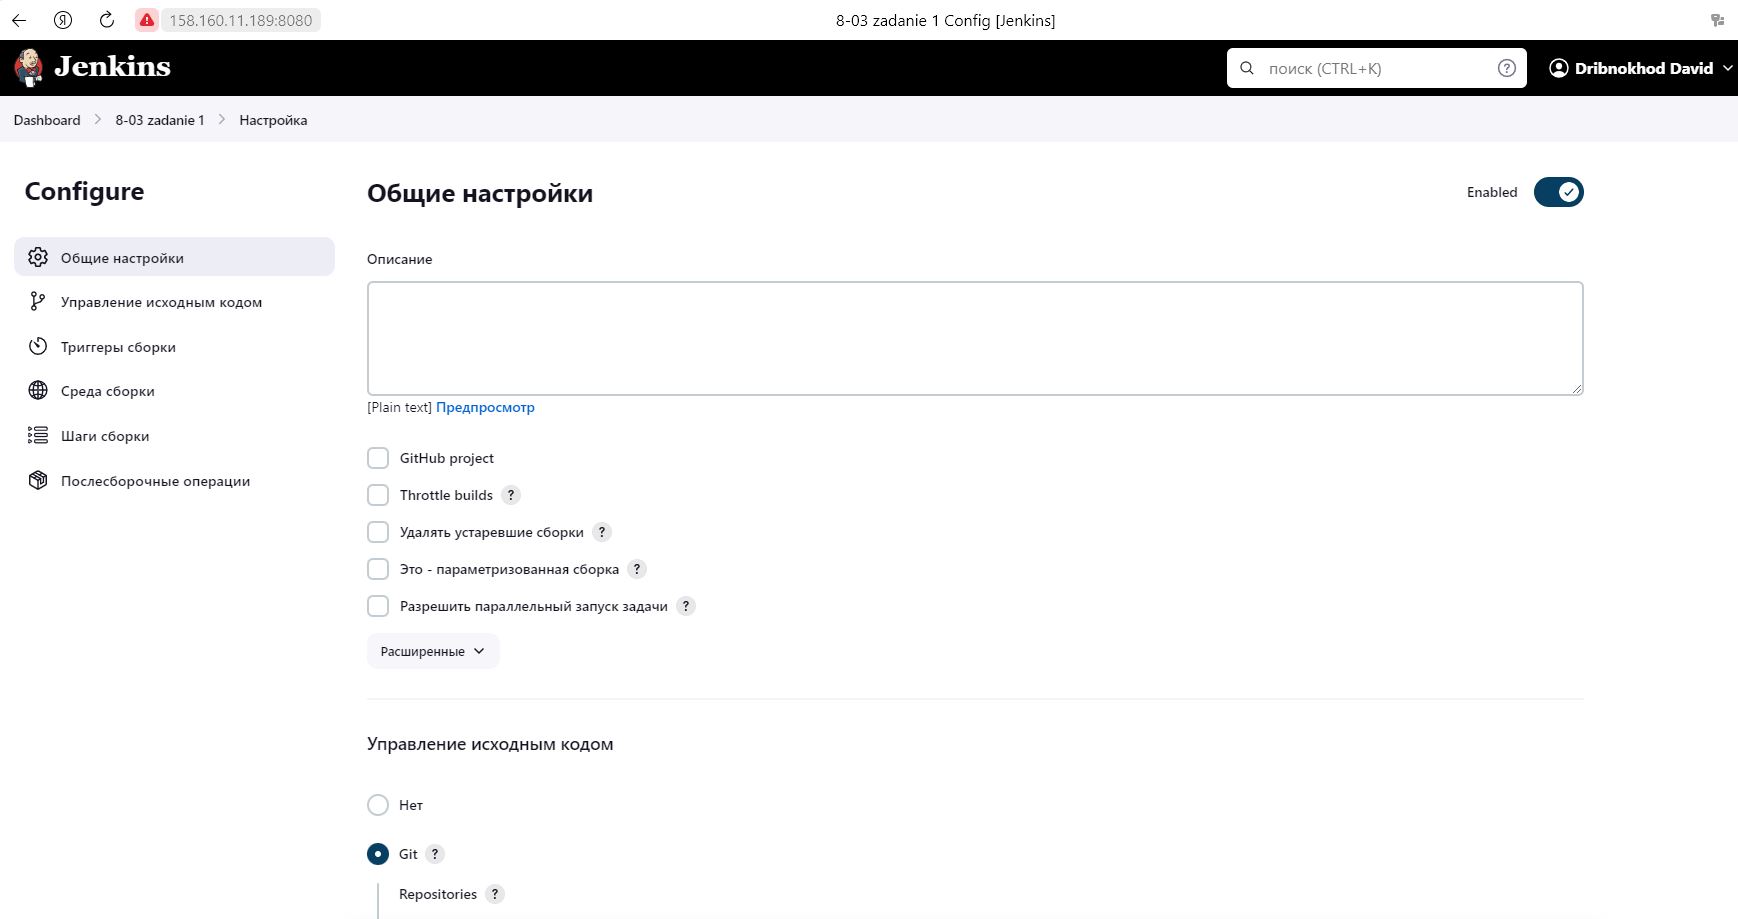 158.160.11.189:8080
8-03 zadanie 1 Config [Jenkins]
Jenkins
поиск (CTRL+K)
?
Dribnokhod David
Dashboard
8-03 zadanie 1
Настройка
Configure
Общие настройки
Управление исходным кодом
Триггеры сборки
Среда сборки
Шаги сборки
Послесборочные операции
Общие настройки
Enabled
Описание
[Plain text] Предпросмотр
GitHub project
Throttle builds ?
Удалять устаревшие сборки ?
Это - параметризованная сборка ?
Разрешить параллельный запуск задачи ?
Расширенные
Управление исходным кодом
Нет
Git ?
Repositories ?